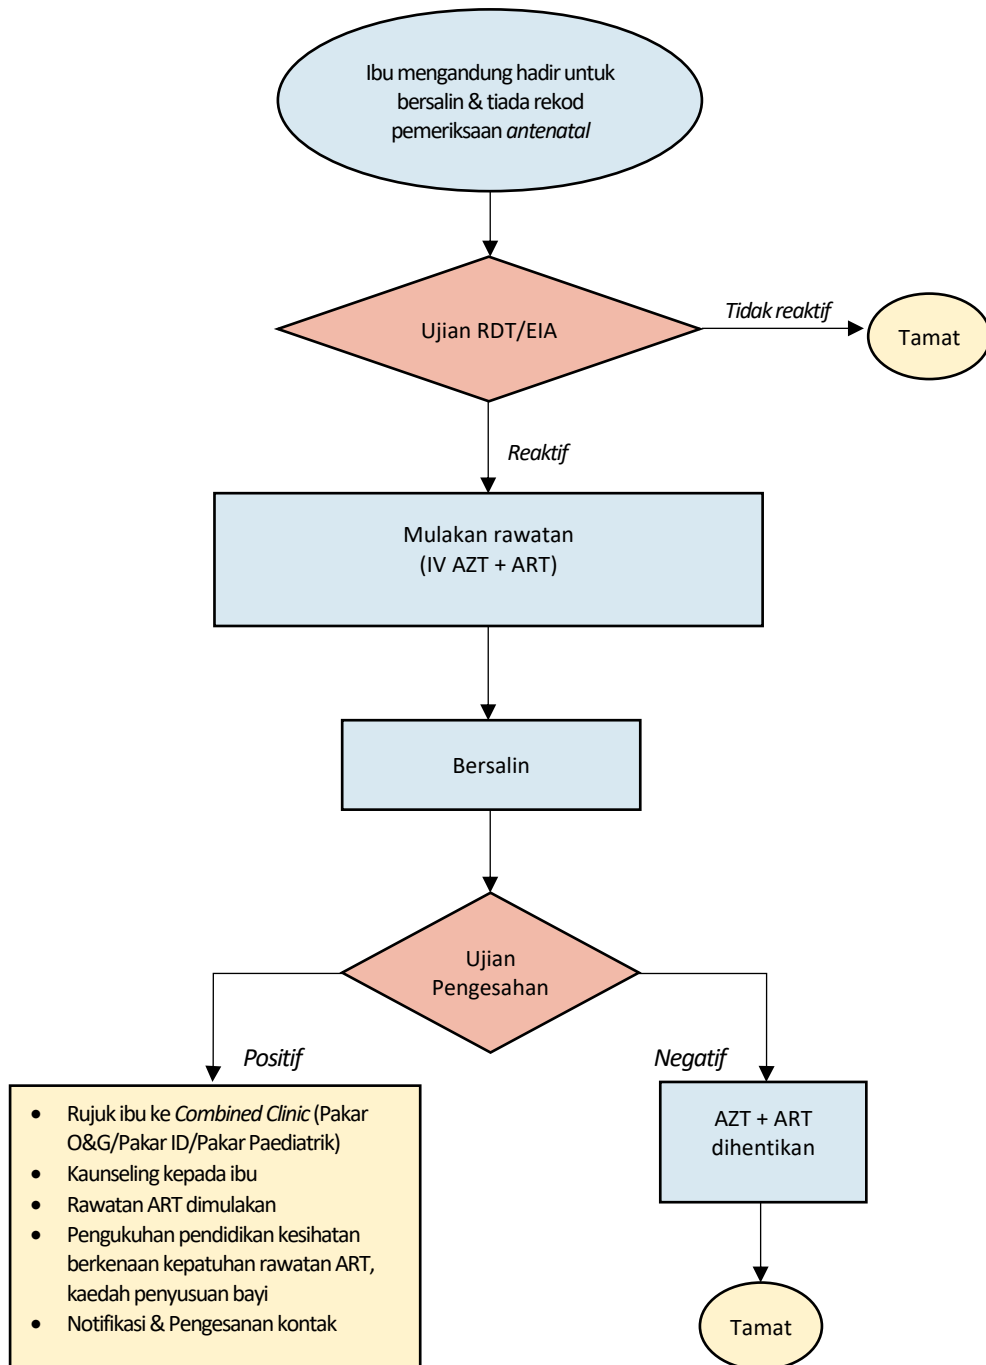 Ibu mengandung hadir untuk
bersalin & tiada rekod
pemeriksaan antenatal
Ujian RDT/EIA
Tidak reaktif
Tamat
Reaktif
Mulakan rawatan
(IV AZT + ART)
Bersalin
Ujian
Pengesahan
Positif
Negatif
• Rujuk ibu ke Combined Clinic (Pakar
O&G/Pakar ID/Pakar Paediatrik)
• Kaunseling kepada ibu
• Rawatan ART dimulakan
• Pengukuhan pendidikan kesihatan
berkenaan kepatuhan rawatan ART,
kaedah penyusuan bayi
• Notifikasi & Pengesanan kontak
AZT + ART
dihentikan
Tamat